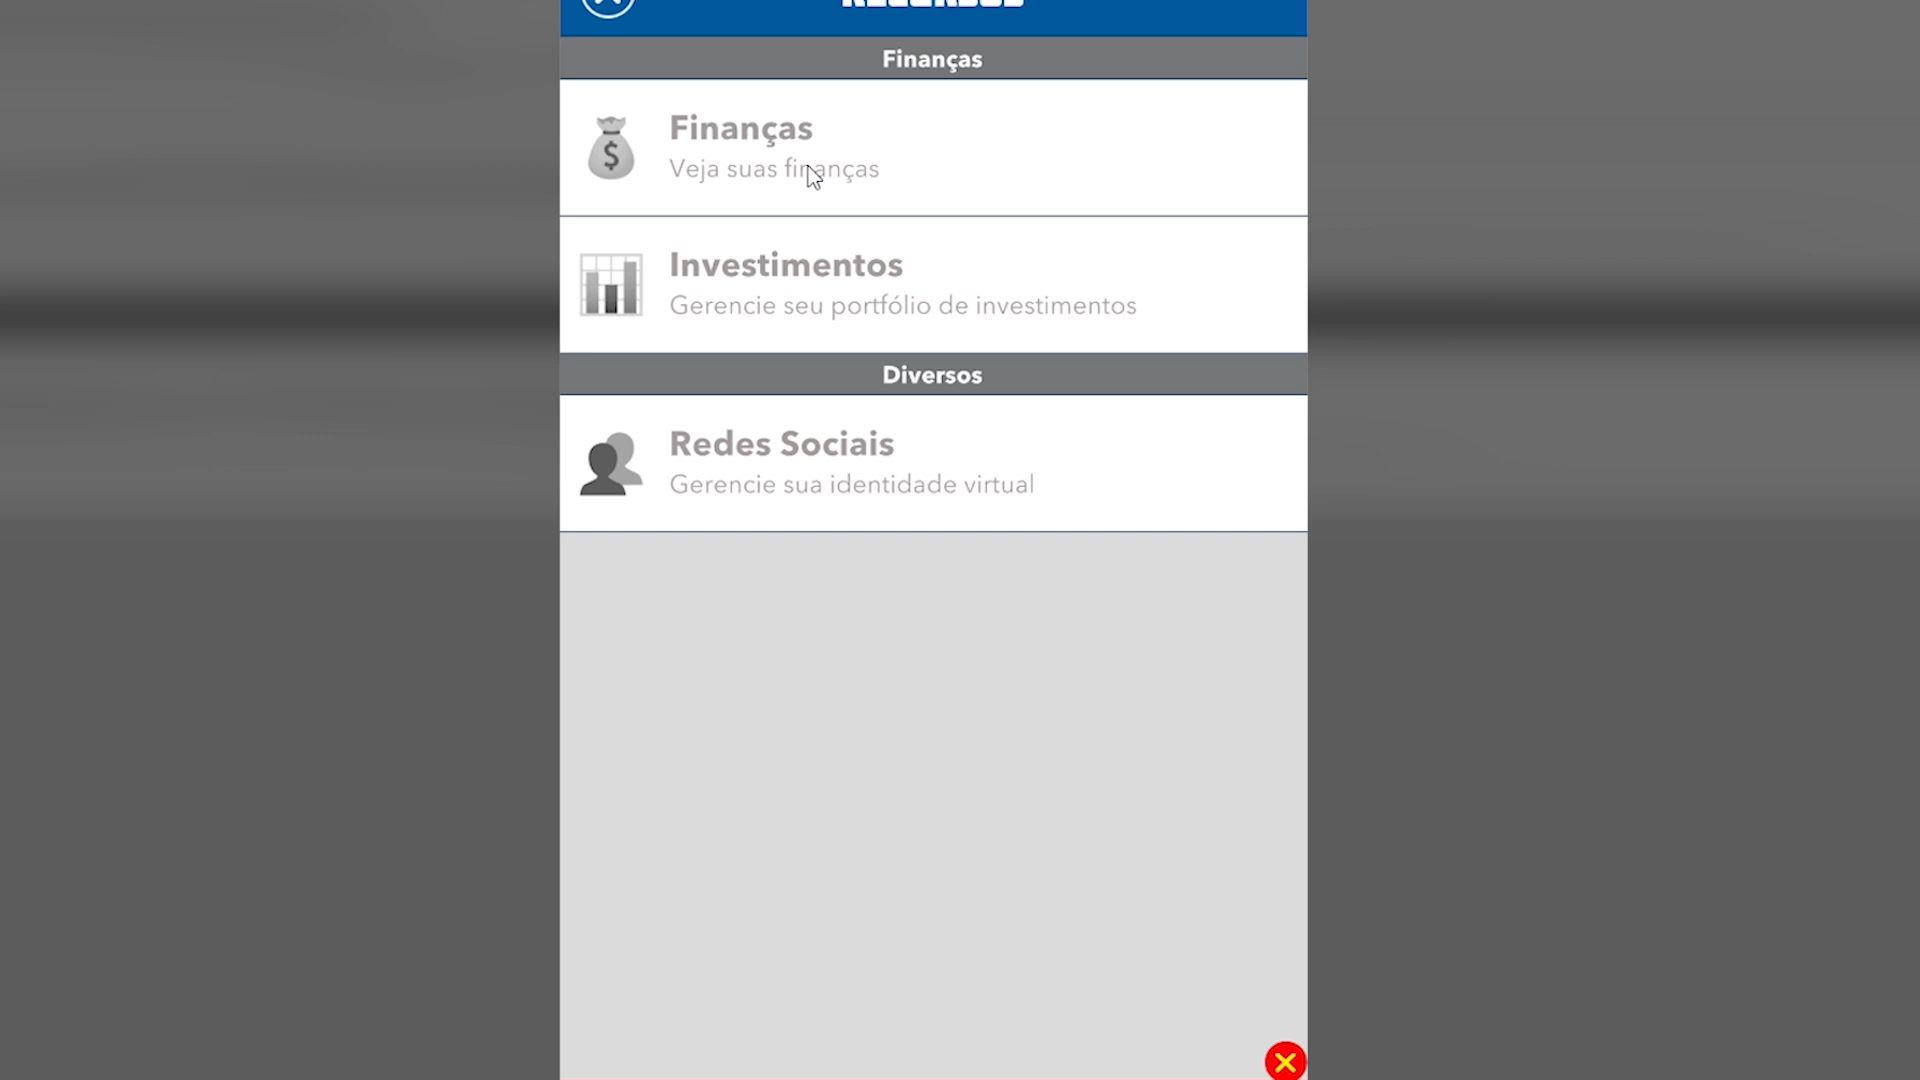 Finanças
Finanças
Veja suas finanças
Investimentos
Gerencie seu portfólio de investimentos
Diversos
Redes Sociais
Gerencie sua identidade virtual